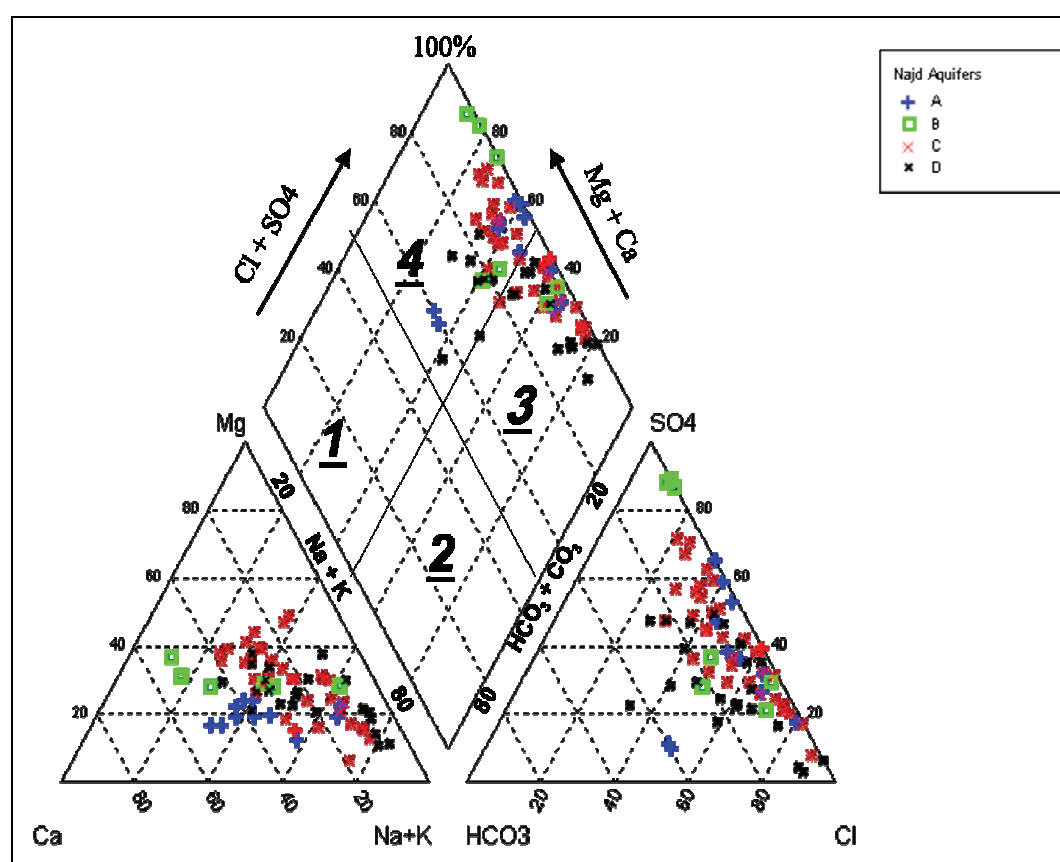 100%
80 80
60 60
40 40
20 20
Cl + SO4
Mg + Ca
4
3
1
2
Najd Aquifers
A
B
C
D
Mg
SO4
20
Na + K
80
20
HCO3 + CO3
80
80
60
40
20
80
60
40
20
80 60 40 20
20 40 60 80
Ca
Na+K
HCO3
Cl